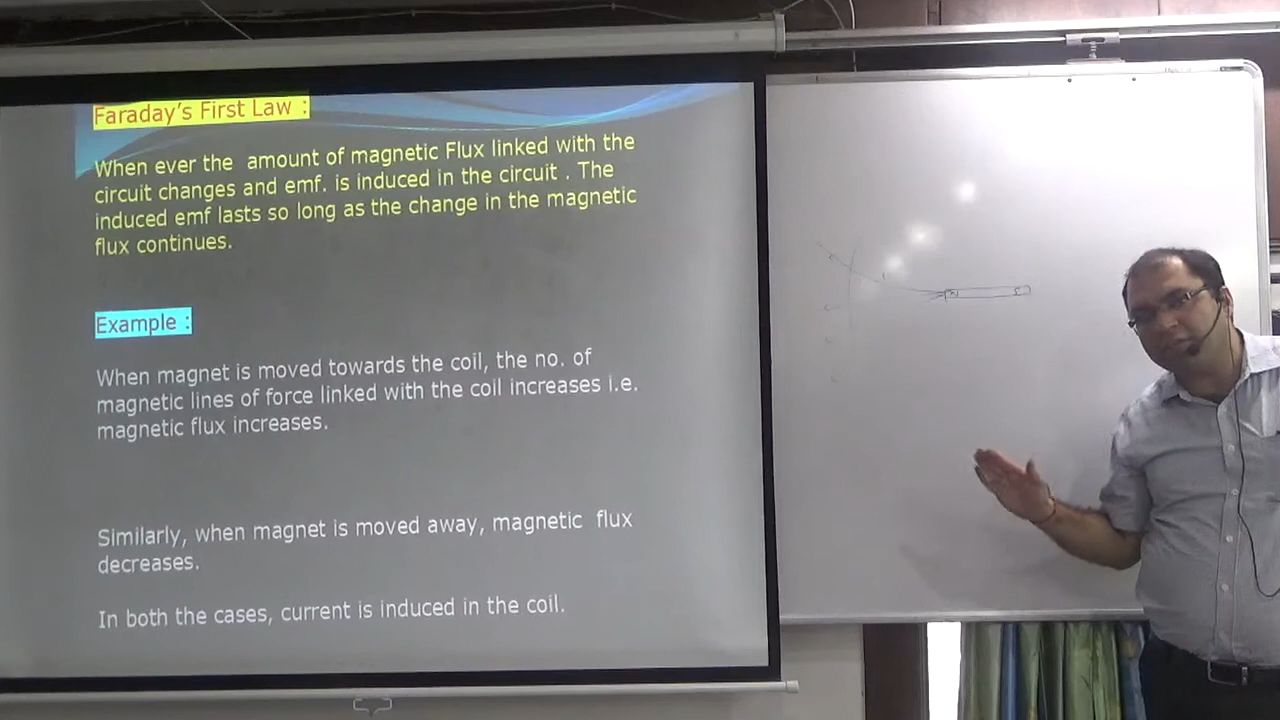 Faraday's First Law :
When ever the amount of magnetic Flux linked with the
circuit changes and emf. is induced in the circuit . The
induced emf lasts so long as the change in the magnetic
flux continues.
Example :
When magnet is moved towards the coil, the no. of
magnetic lines of force linked with the coil increases i.e.
magnetic flux increases.
Similarly, when magnet is moved away, magnetic flux
decreases.
In both the cases, current is induced in the coil.
N S